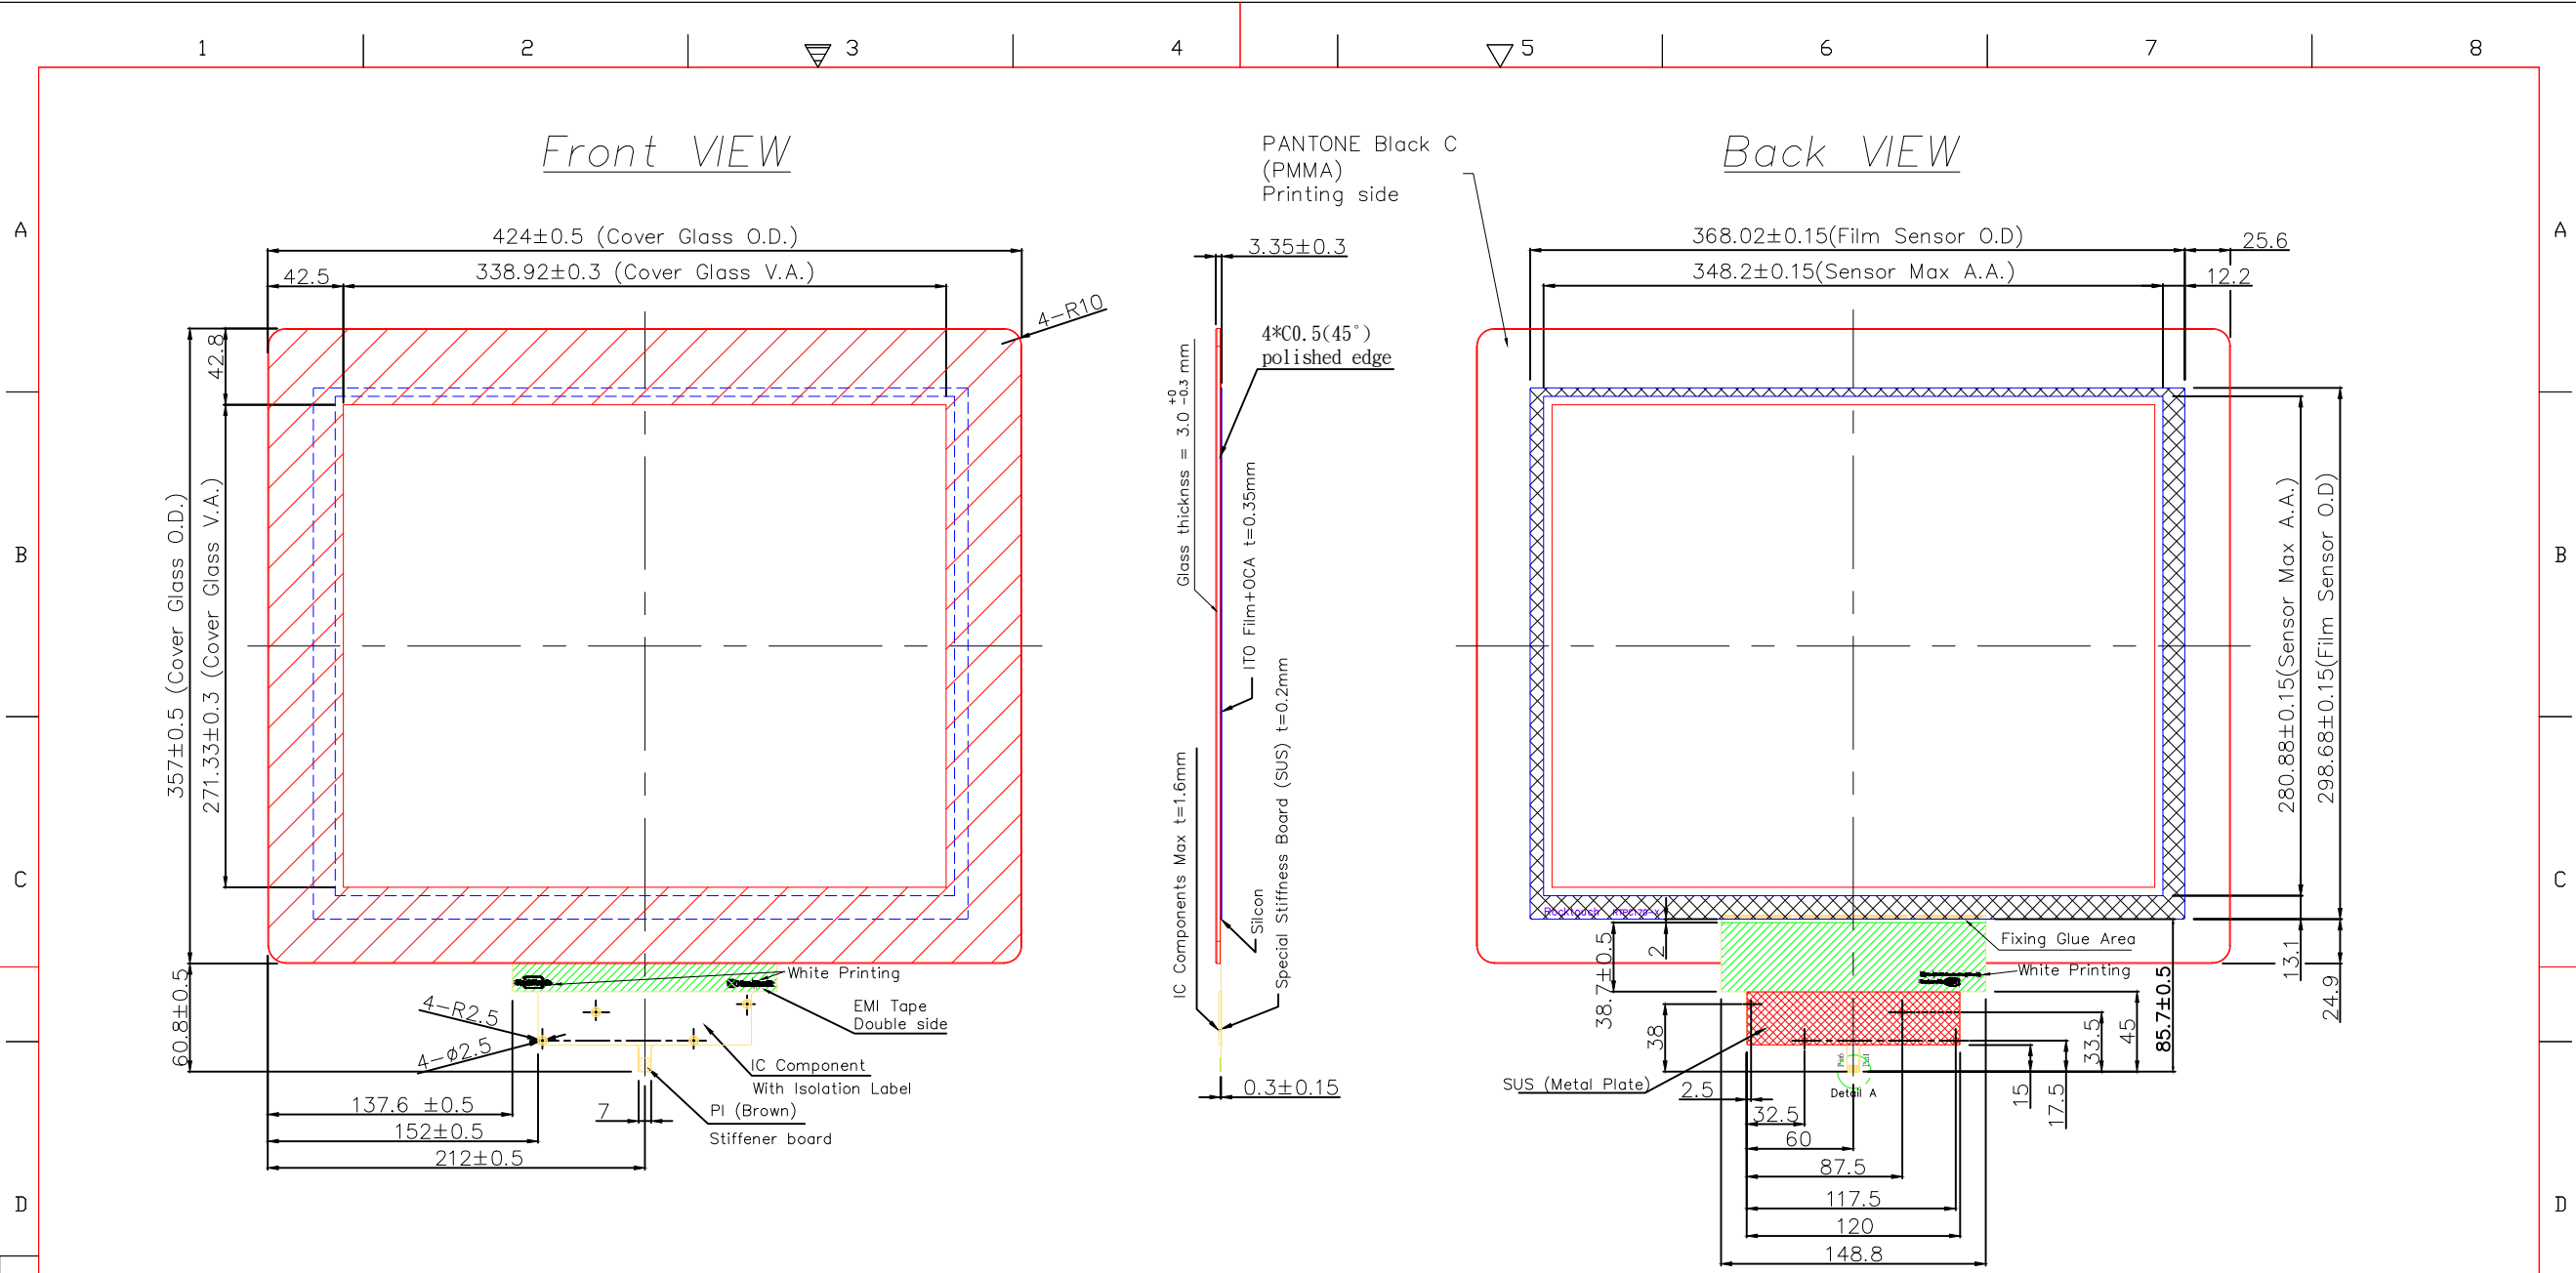 1 2 3 4 5 6 7 8
Front VIEW
PANTONE Black C
(PMMA)
Printing side
Back VIEW
A
A
424±0.5 (Cover Glass O.D.)
42.5
338.92±0.3 (Cover Glass V.A.)
4-R10
42.8
357±0.5 (Cover Glass O.D.)
271.33±0.3 (Cover Glass V.A.)
3.35±0.3
4*C0.5(45°)
polished edge
Glass thicknss = 3.0 +0 -0.3 mm
ITO Film+OCA t=0.35mm
368.02±0.15(Film Sensor O.D)
25.6
348.2±0.15(Sensor Max A.A.)
12.2
280.88±0.15(Sensor Max A.A.)
298.68±0.15(Film Sensor O.D)
B
B
C
C
IC Components Max t=1.6mm
Silcon
Special Stiffness Board (SUS) t=0.2mm
0.3±0.15
60.8±0.5
White Printing
EMI Tape
Double side
4-R2.5
4-ø2.5
IC Component
With Isolation Label
137.6 ±0.5
7
PI (Brown)
Stiffener board
152±0.5
212±0.5
Rocktouch
Fixing Glue Area
White Printing
38.7±0.5
2
13.1
24.9
85.7±0.5
38
33.5
45
SUS (Metal Plate)
Detail A
2.5
15
17.5
32.5
60
87.5
117.5
120
148.8
D
D